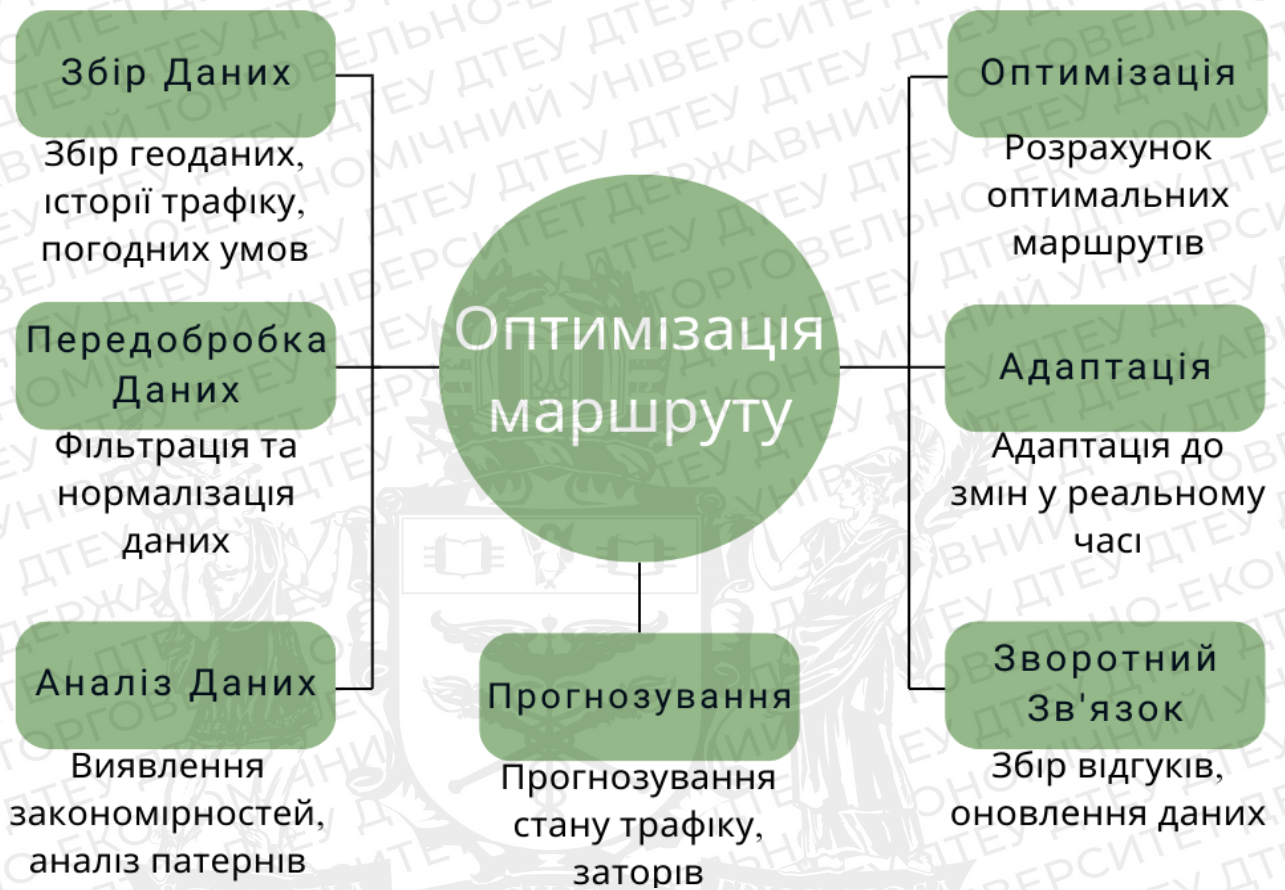 Збір Даних
Збір геоданих,
історії трафіку,
погодних умов
Передобробка
Даних
Фільтрація та
нормалізація
даних
Аналіз Даних
Виявлення
закономірностей,
аналіз патернів
Оптимізація
маршруту
Прогнозування
Прогнозування
стану трафіку,
заторів
Оптимізація
Розрахунок
оптимальних
маршрутів
Адаптація
Адаптація до
змін у реальному
часі
Зворотний
Зв'язок
Збір відгуків,
оновлення даних